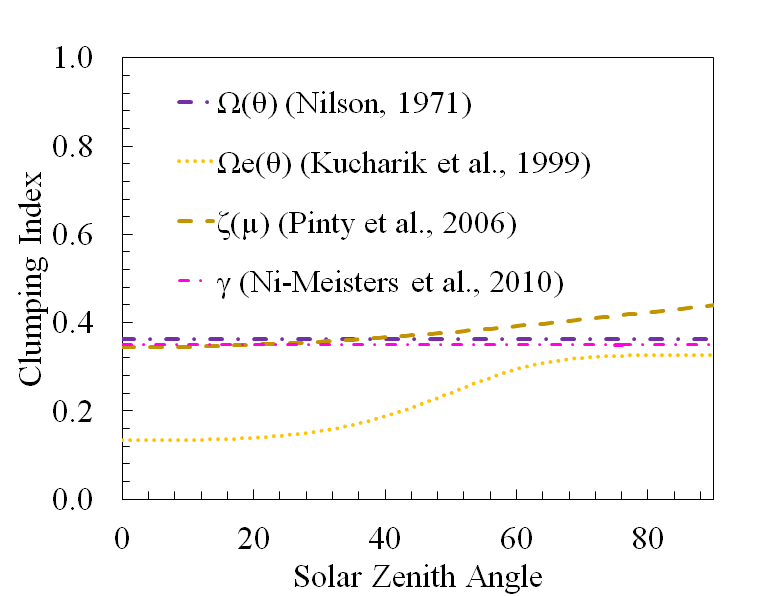 1.0
0.8
0.6
0.4
0.2
0.0
Clumping Index
Ω(θ) (Nilson, 1971)
Ωe(θ) (Kucharik et al., 1999)
ζ(μ) (Pinty et al., 2006)
γ (Ni-Meisters et al., 2010)
0 20 40 60 80
Solar Zenith Angle